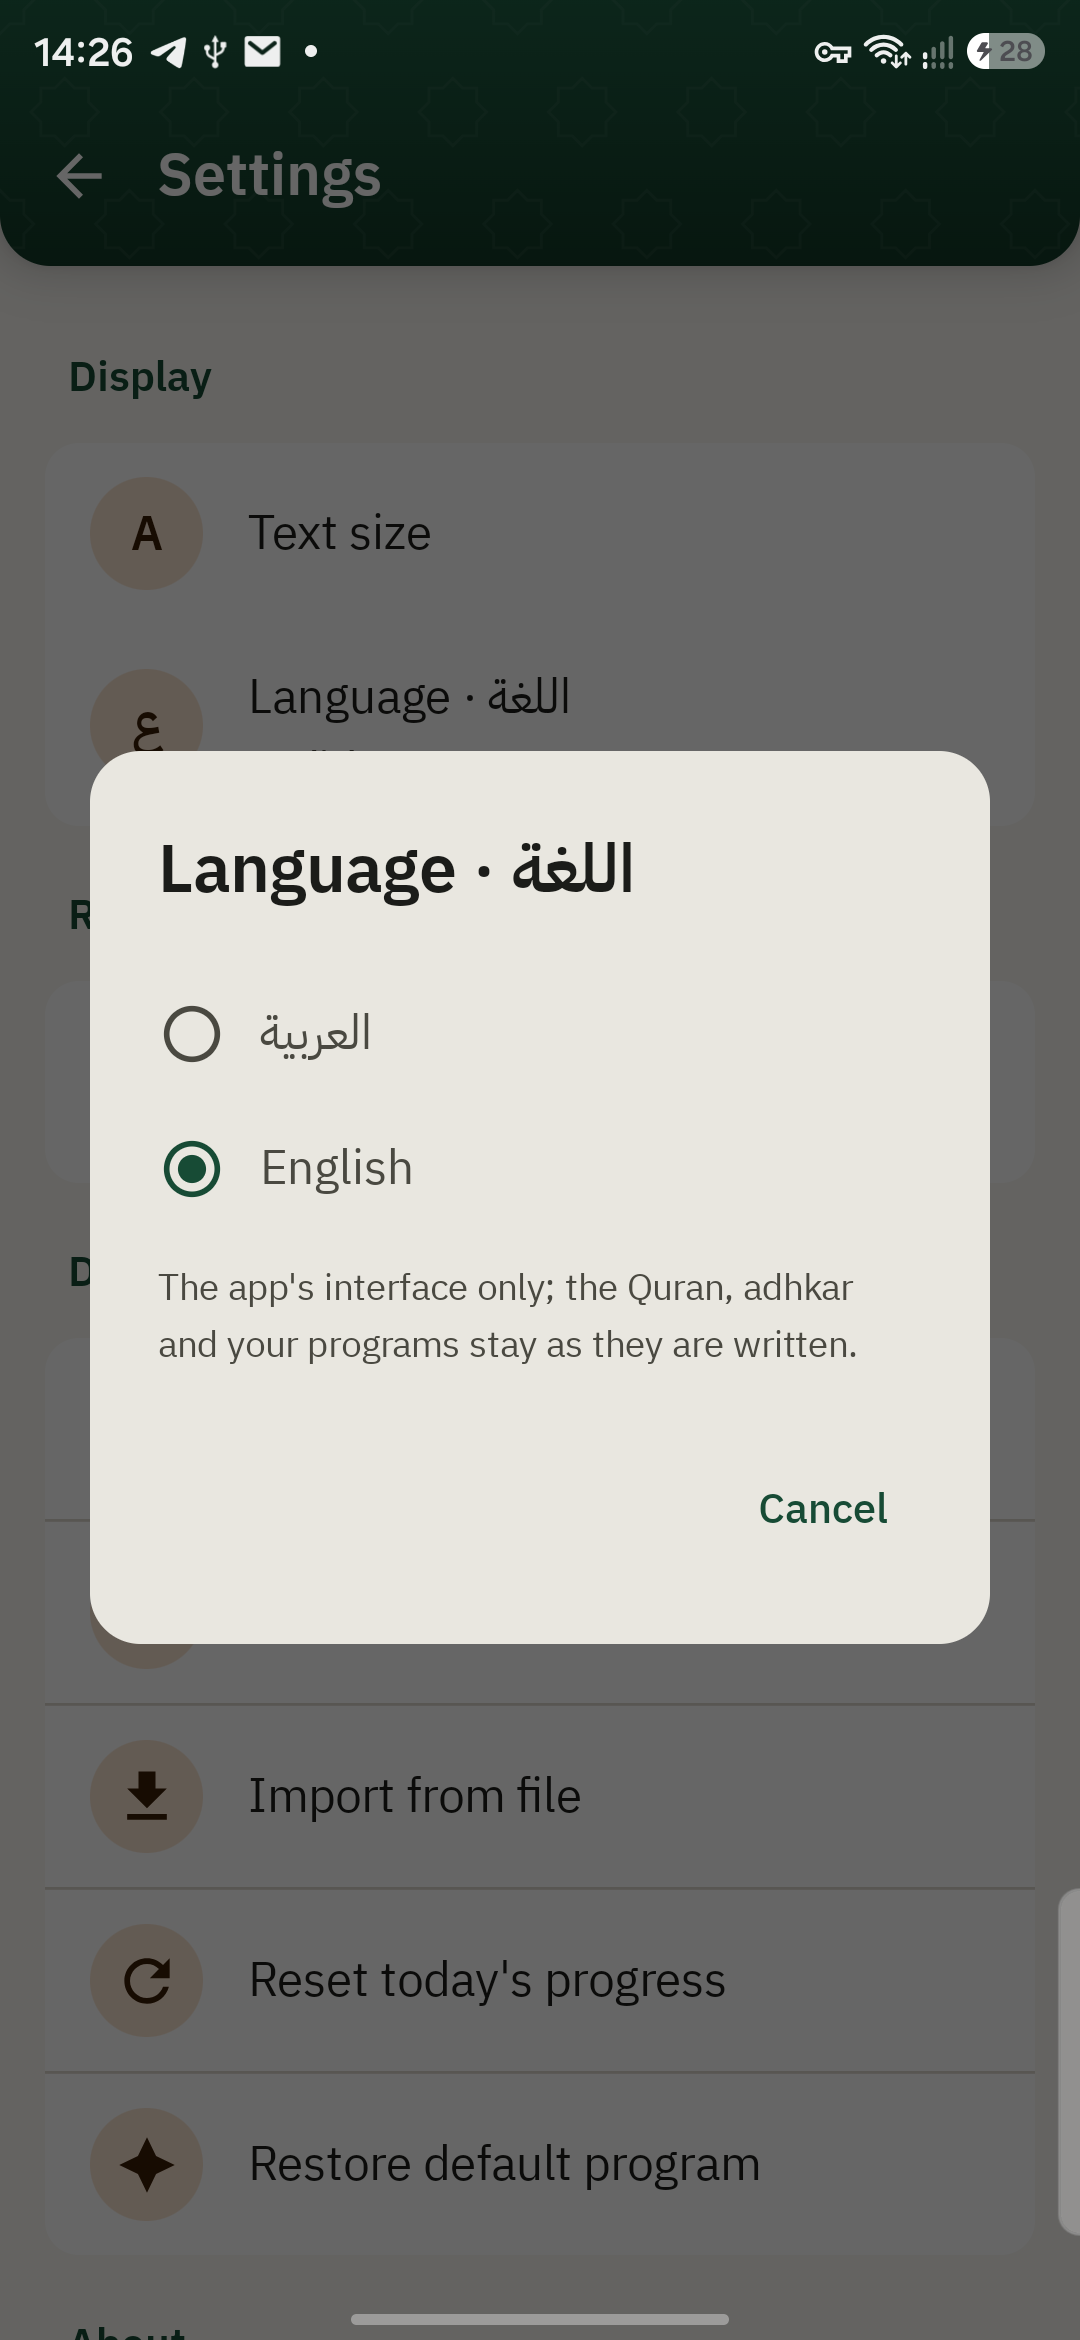 14:26
28
Settings
Display
A
Text size
ع
Language · اللغة
Language · اللغة
العربية
English
The app's interface only; the Quran, adhkar
and your programs stay as they are written.
Cancel
Import from file
Reset today's progress
Restore default program
About